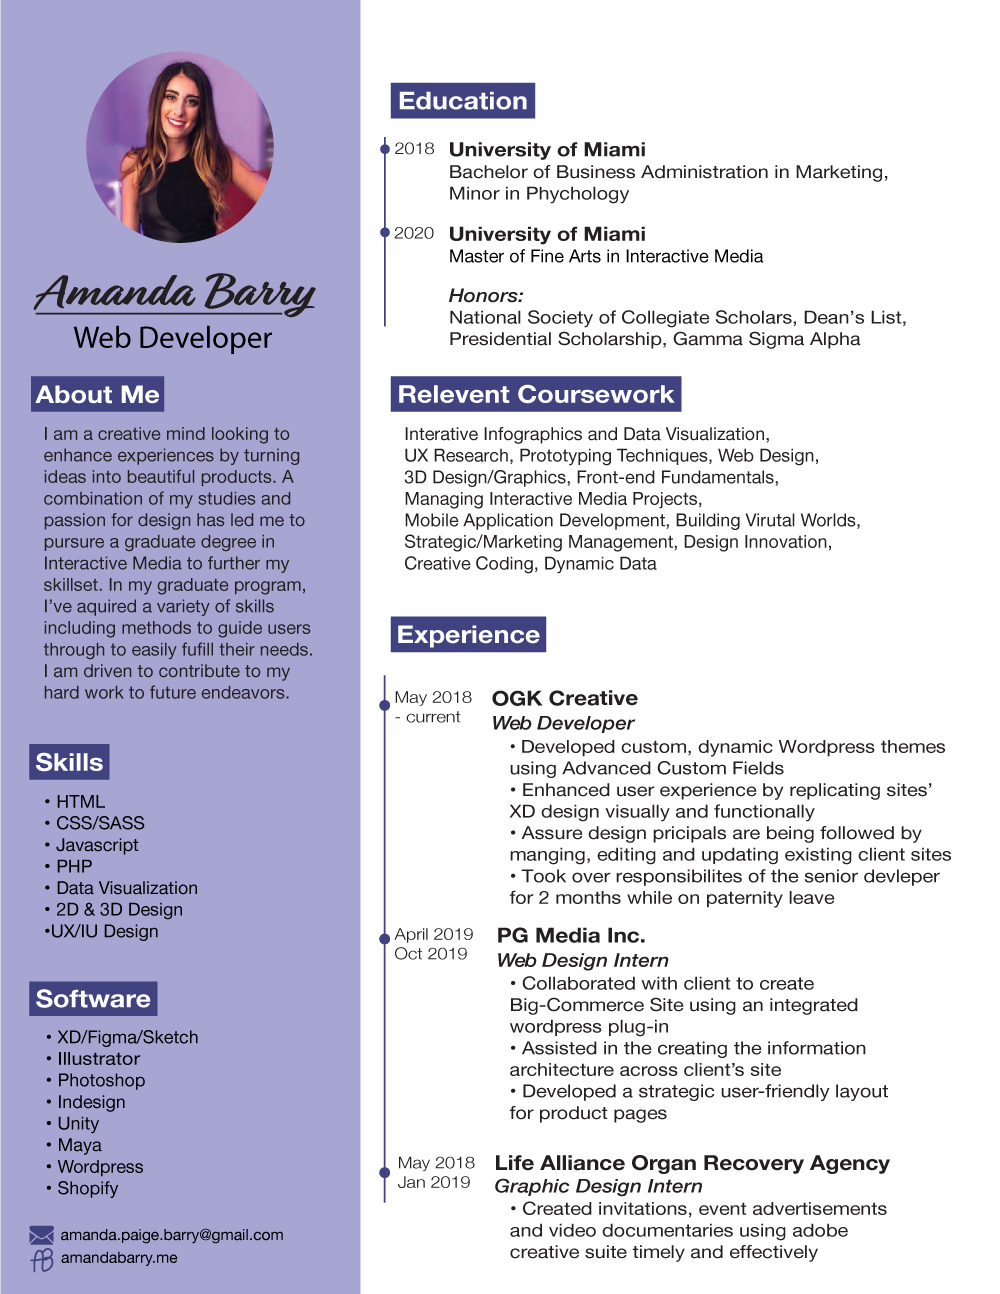 Amanda Barry
Web Developer
About Me
I am a creative mind looking to
enhance experiences by turning
ideas into beautiful products. A
combination of my studies and
passion for design has led me to
pursure a graduate degree in
Interactive Media to further my
skillset. In my graduate program,
I've aquired a variety of skills
including methods to guide users
through to easily fufill their needs.
I am driven to contribute to my
hard work to future endeavors.
Skills
• HTML
• CSS/SASS
• Javascript
• PHP
• Data Visualization
• 2D & 3D Design
•UX/IU Design
Software
• XD/Figma/Sketch
• Illustrator
• Photoshop
• Indesign
• Unity
• Maya
• Wordpress
• Shopify
amanda.paige.barry@gmail.com
AB amandabarry.me
Education
2018 University of Miami
Bachelor of Business Administration in Marketing,
Minor in Phychology
2020 University of Miami
Master of Fine Arts in Interactive Media
Honors:
National Society of Collegiate Scholars, Dean's List,
Presidential Scholarship, Gamma Sigma Alpha
Relevent Coursework
Interative Infographics and Data Visualization,
UX Research, Prototyping Techniques, Web Design,
3D Design/Graphics, Front-end Fundamentals,
Managing Interactive Media Projects,
Mobile Application Development, Building Virutal Worlds,
Strategic/Marketing Management, Design Innovation,
Creative Coding, Dynamic Data
Experience
May 2018 OGK Creative
- current Web Developer
• Developed custom, dynamic Wordpress themes
using Advanced Custom Fields
• Enhanced user experience by replicating sites'
XD design visually and functionally
• Assure design pricipals are being followed by
manging, editing and updating existing client sites
• Took over responsibilites of the senior devleper
for 2 months while on paternity leave
April 2019 PG Media Inc.
Oct 2019 Web Design Intern
• Collaborated with client to create
Big-Commerce Site using an integrated
wordpress plug-in
• Assisted in the creating the information
architecture across client's site
• Developed a strategic user-friendly layout
for product pages
May 2018 Life Alliance Organ Recovery Agency
Jan 2019 Graphic Design Intern
• Created invitations, event advertisements
and video documentaries using adobe
creative suite timely and effectively